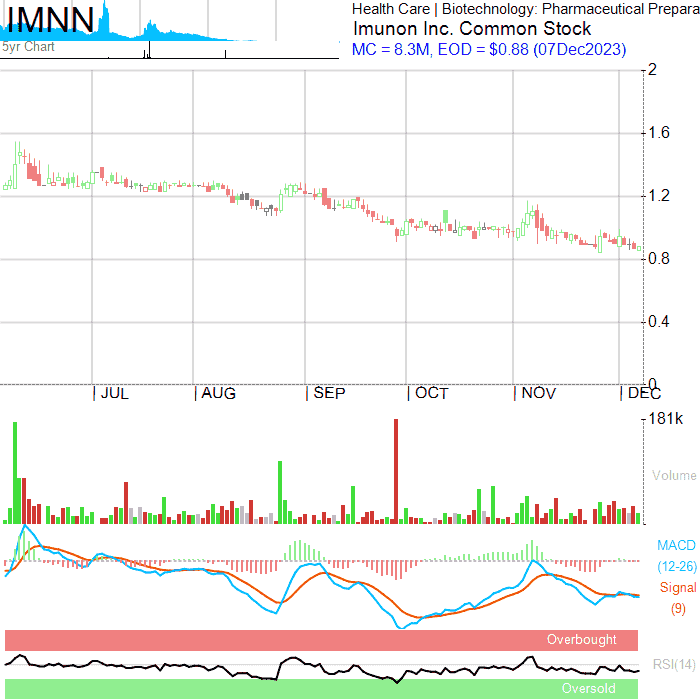 IMNN
5yr Chart
Health Care | Biotechnology: Pharmaceutical Prepara
Imunon Inc. Common Stock
MC = 8.3M, EOD = $0.88 (07Dec2023)
2
1.6
1.2
0.8
0.4
0
JUL AUG SEP OCT NOV DEC
181k
Volume
MACD
(12-26)
Signal
(9)
Overbought
RSI(14)
Oversold